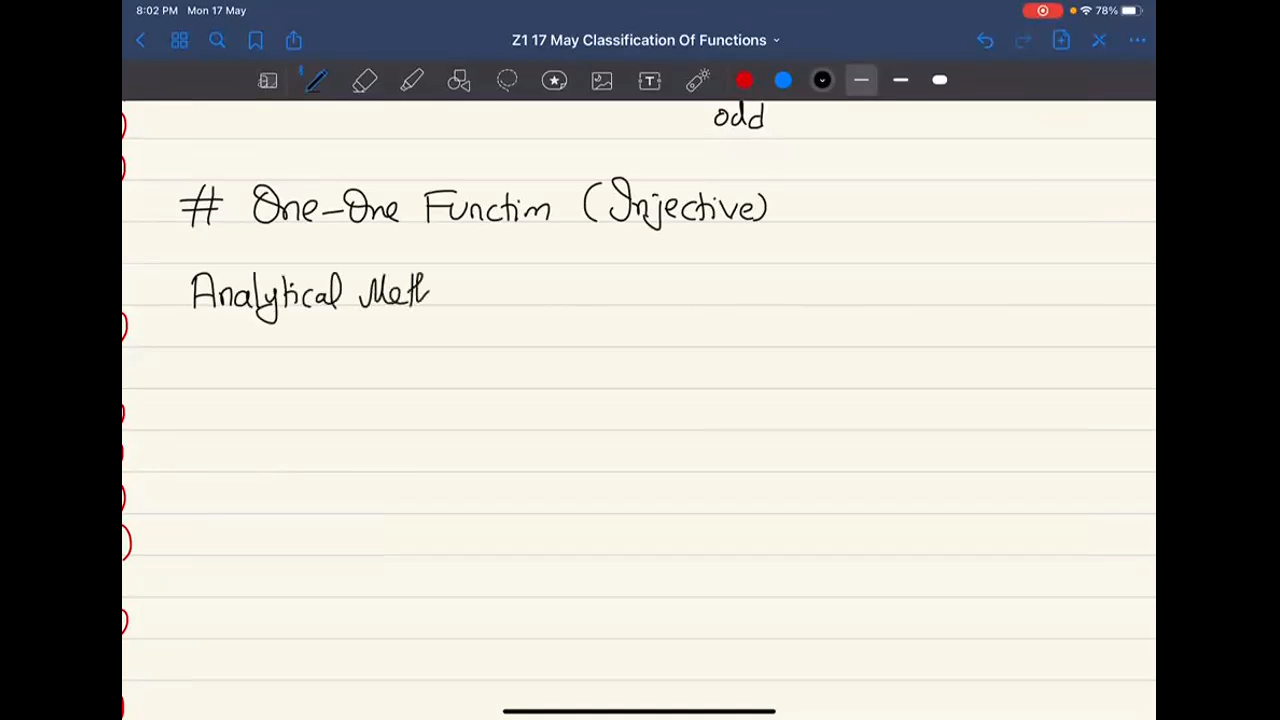 8:02 PM Mon 17 May 78%
Z1 17 May Classification Of Functions
odd
# One-One Function (Injective)
Analytical Meth